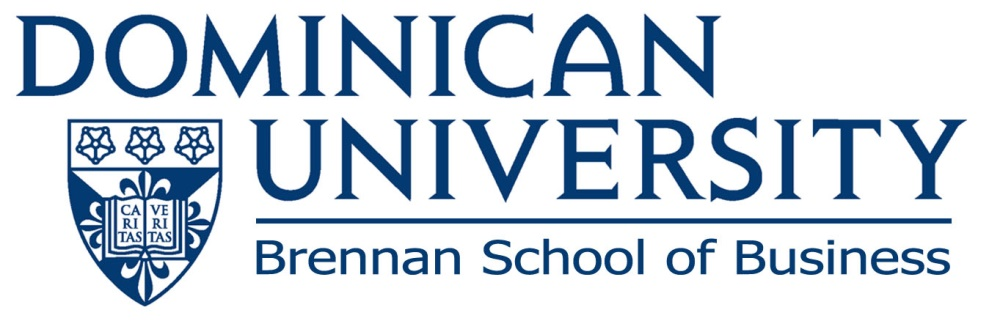 DOMINICAN
UNIVERSITY
CA VE
RI RI
TAS TAS
Brennan School of Business